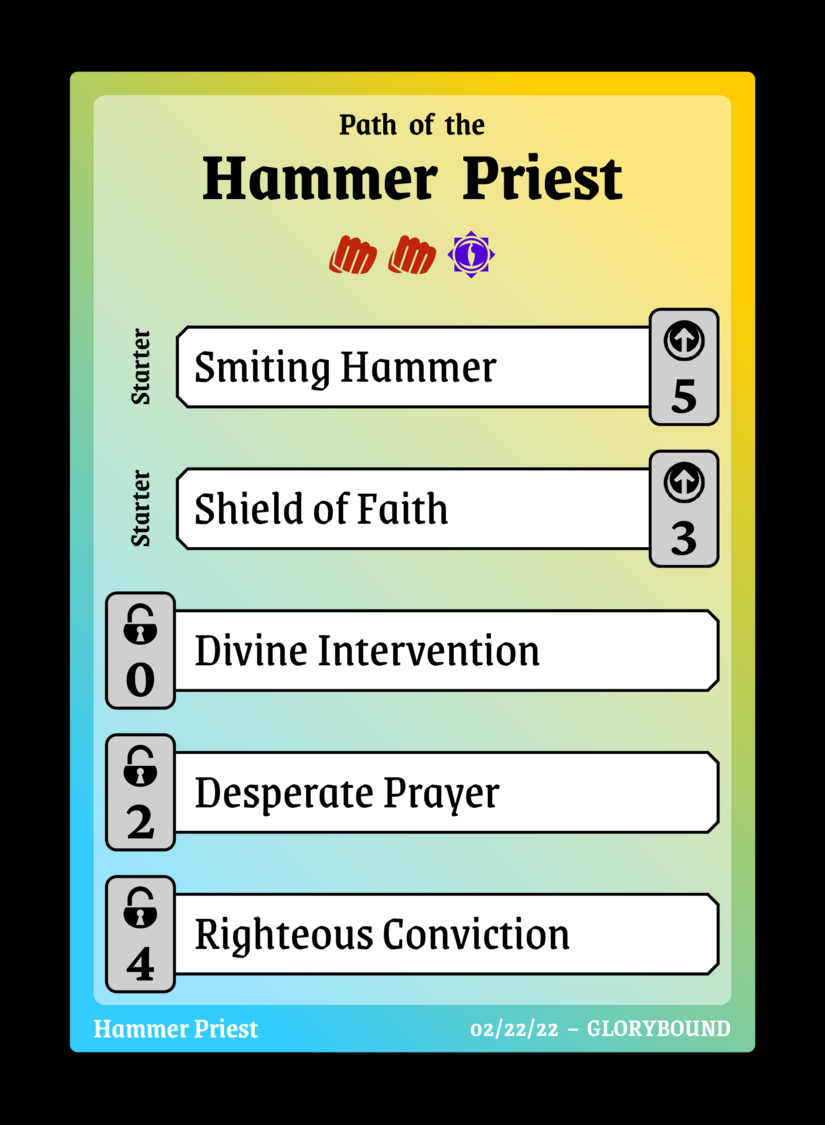 Path of the
Hammer Priest
Starter
Smiting Hammer
5
Starter
Shield of Faith
3
0
Divine Intervention
2
Desperate Prayer
4
Righteous Conviction
Hammer Priest
02/22/22 – GLORYBOUND